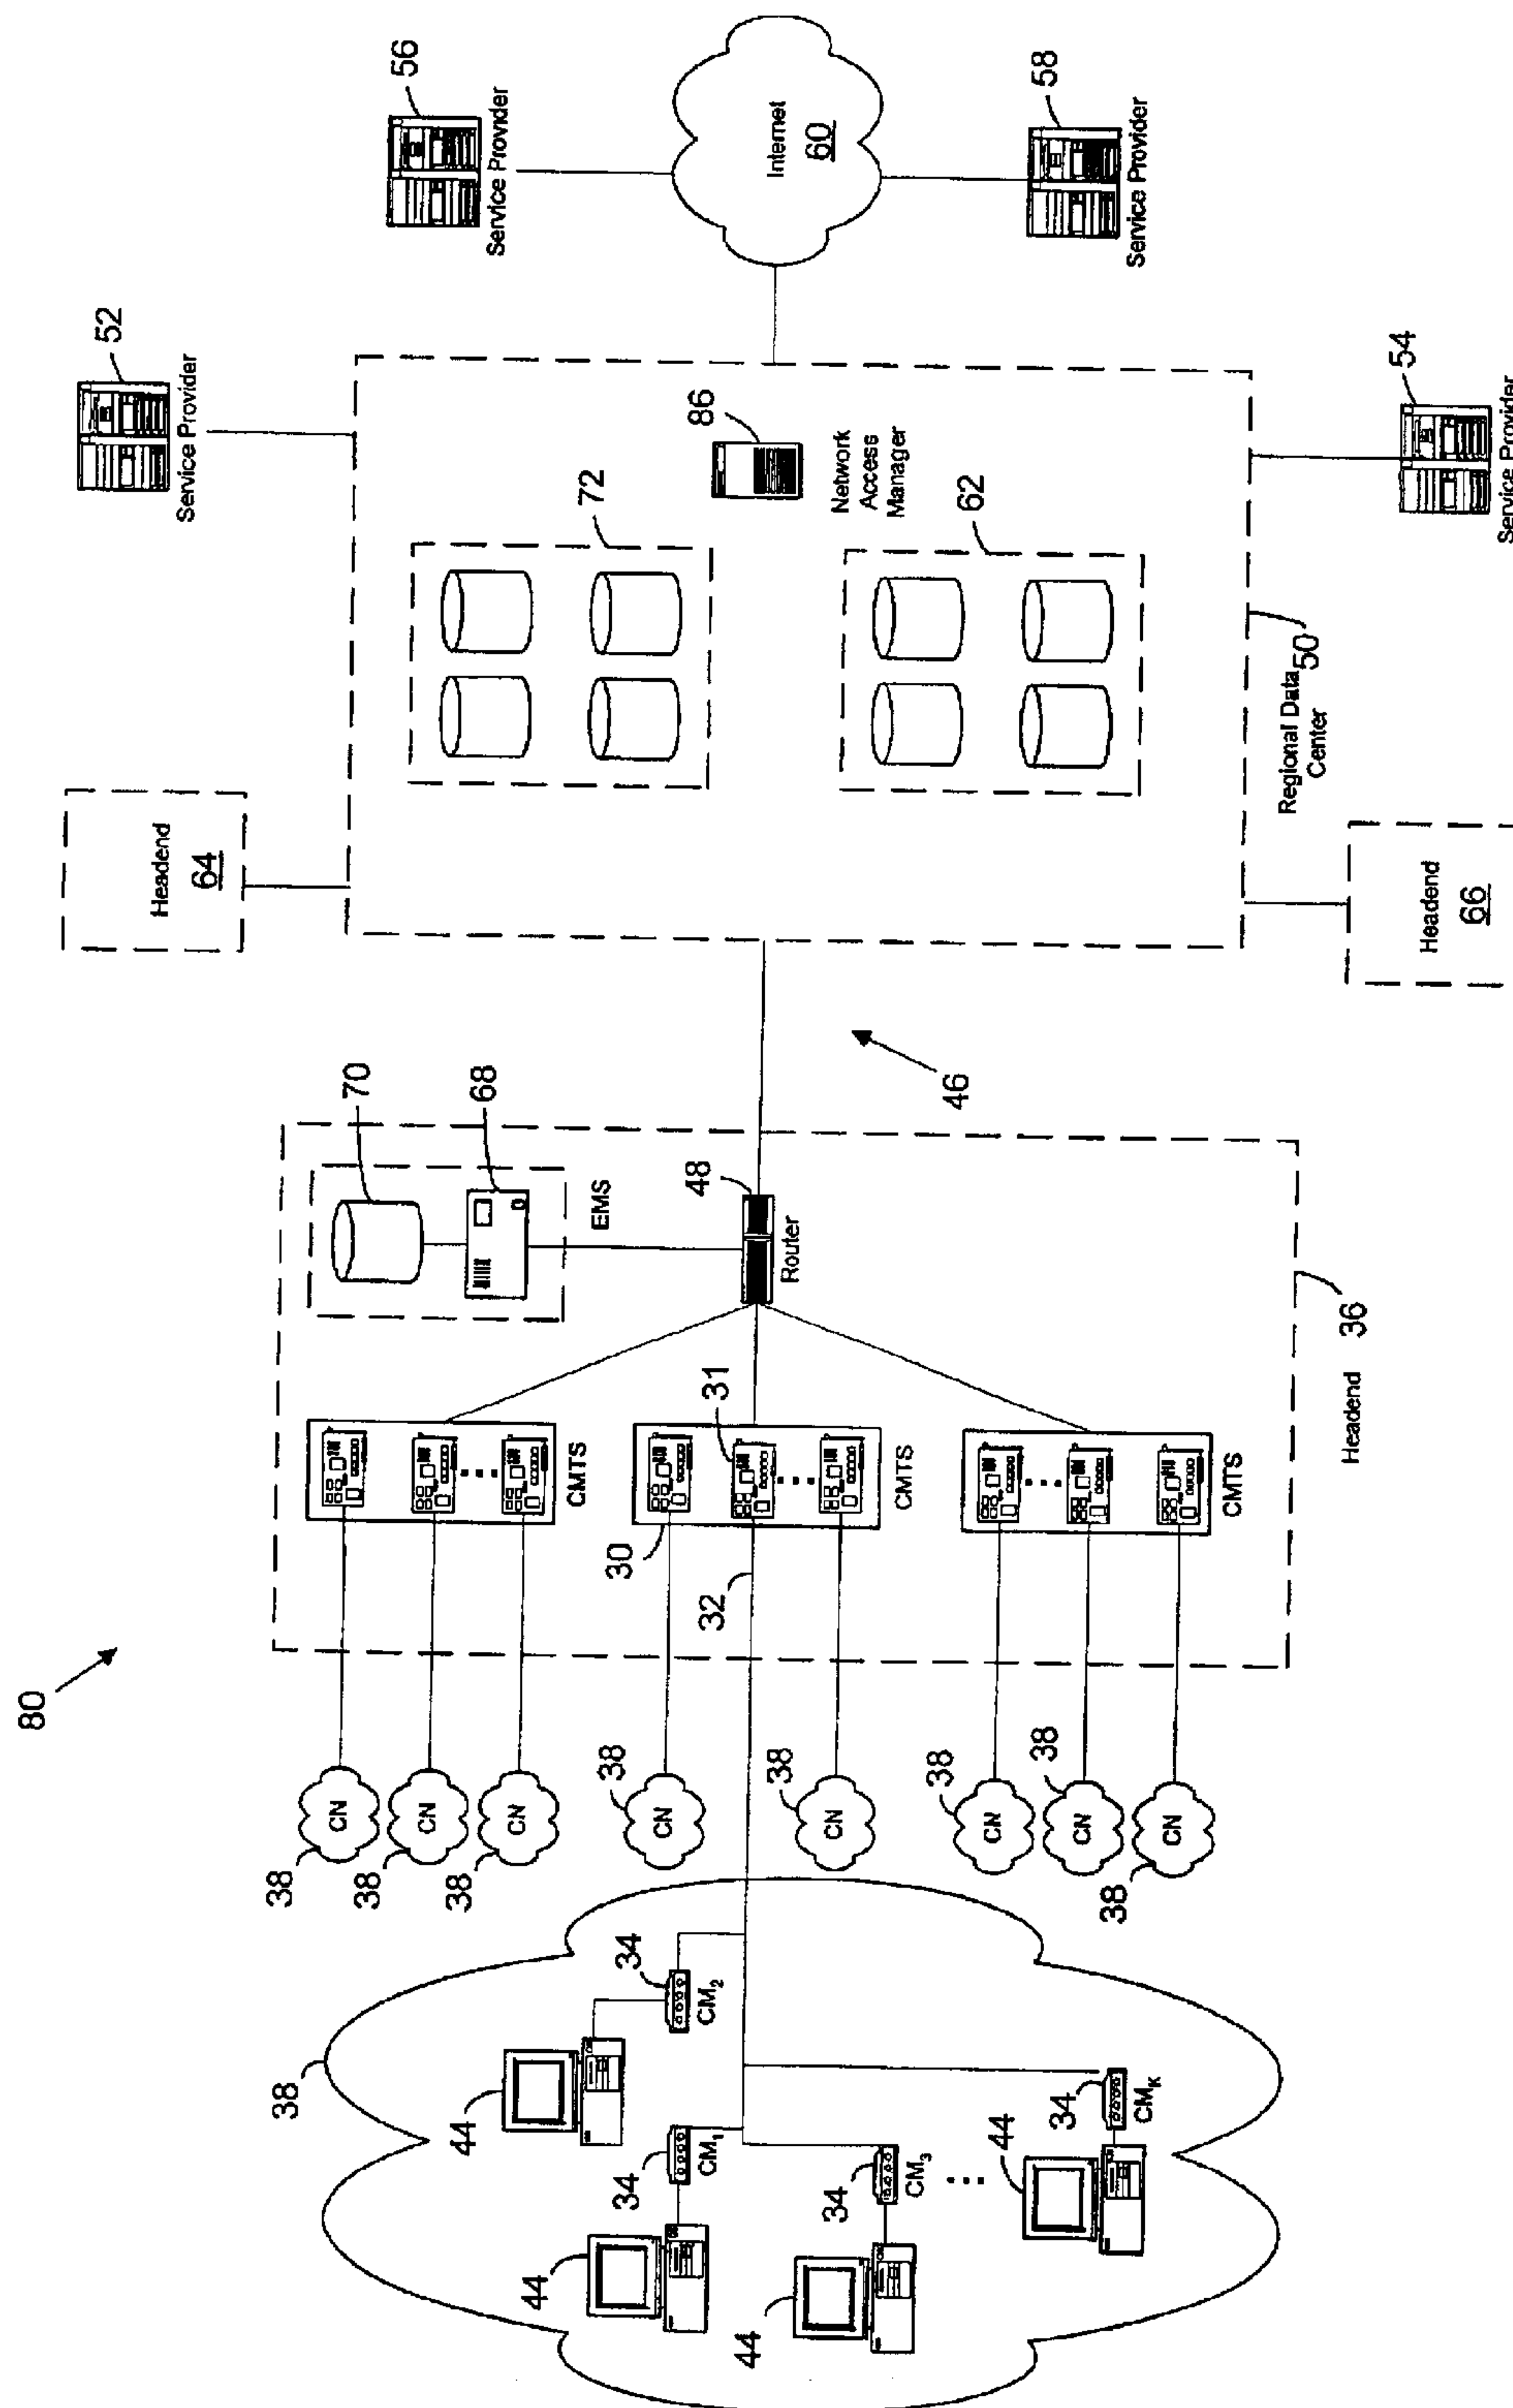 80
38
44
34
CM₂
44
34
CM₁
44
34
CM₃
...
44
34
CM_K
38
CN
38
CN
38
CN
38
CN
38
CN
38
CN
38
CN
38
CN
32
30
31
...
CMTS
...
CMTS
...
CMTS
70
68
EMS
48
Router
Headend 36
46
Headend
64
72
62
86
Network
Access
Manager
Regional Data
Center
50
Headend
66
52
Service Provider
54
Service Provider
56
Service Provider
Internet
60
58
Service Provider